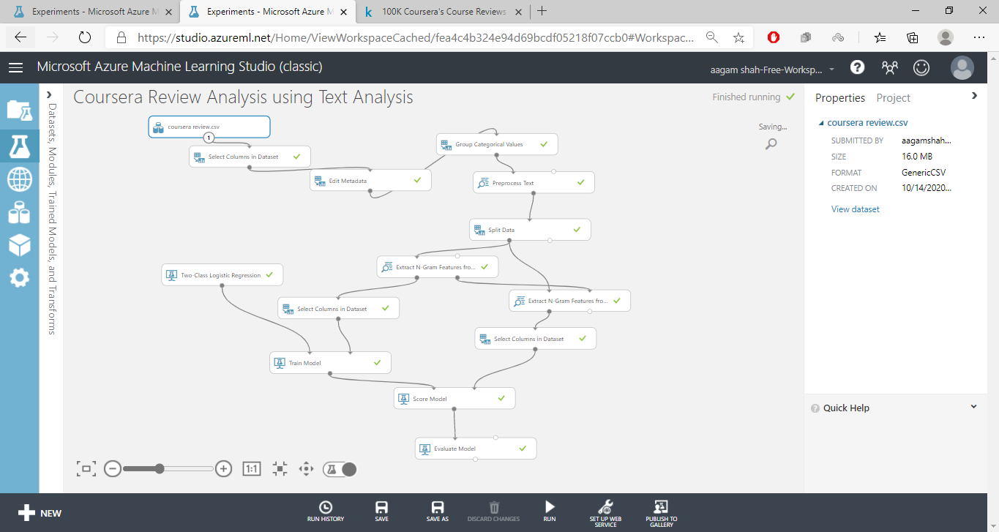 Experiments - Microsoft Azure M
Experiments - Microsoft Azure M
k 100K Coursera's Course Reviews
https://studio.azureml.net/Home/ViewWorkspaceCached/fea4c4b324e94d69bcdf05218f07ccb0#Workspac...
Microsoft Azure Machine Learning Studio (classic)
aagam shah-Free-Worksp...
Datasets, Modules, Trained Models, and Transforms
Coursera Review Analysis using Text Analysis
Finished running
Saving...
coursera review.csv
1
Select Columns in Dataset
Edit Metadata
Group Categorical Values
Preprocess Text
Split Data
Extract N-Gram Features fro...
Two-Class Logistic Regression
Extract N-Gram Features fro...
Select Columns in Dataset
Select Columns in Dataset
Train Model
Score Model
Evaluate Model
1:1
Properties Project
coursera review.csv
SUBMITTED BY aagamshah...
SIZE 16.0 MB
FORMAT GenericCSV
CREATED ON 10/14/2020...
View dataset
Quick Help
NEW
RUN HISTORY
SAVE
SAVE AS
DISCARD CHANGES
RUN
SET UP WEB
SERVICE
PUBLISH TO
GALLERY